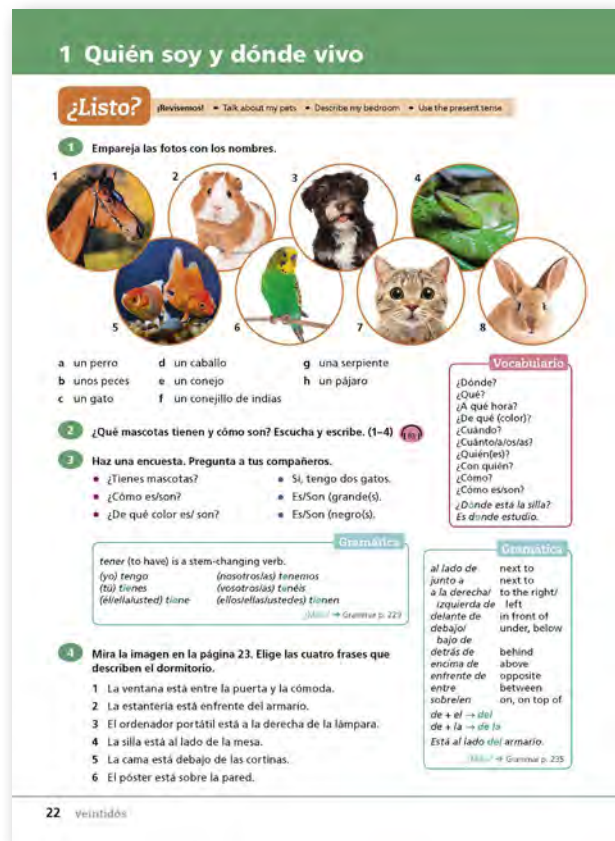 1 Quién soy y dónde vivo
¿Listo?
¡Revisemos! • Talk about my pets • Describe my bedroom • Use the present tense
1 Empareja las fotos con los nombres.
1
2
3
4
5
6
7
8
a un perro
b unos peces
c un gato
d un caballo
e un conejo
f un conejillo de indias
g una serpiente
h un pájaro
2 ¿Qué mascotas tienen y cómo son? Escucha y escribe. (1–4)
3 Haz una encuesta. Pregunta a tus compañeros.
• ¿Tienes mascotas?
• Sí, tengo dos gatos.
• ¿Cómo es/son?
• Es/Son (grande(s).
• ¿De qué color es/ son?
• Es/Son (negro(s).
Vocabulario
¿Dónde?
¿Qué?
¿A qué hora?
¿De qué (color)?
¿Cuándo?
¿Cuánto/a/os/as?
¿Quién(es)?
¿Con quién?
¿Cómo?
¿Cómo es/son?
¿Dónde está la silla?
Es donde estudio.
Gramática
tener (to have) is a stem-changing verb.
(yo) tengo (nosotros/as) tenemos
(tú) tienes (vosotros/as) tenéis
(él/ella/usted) tiene (ellos/ellas/ustedes) tienen
¡Más! → Grammar p. 229
Gramática
al lado de next to
junto a next to
a la derecha/ to the right/
izquierda de left
delante de in front of
debajo/ under, below
bajo de
detrás de behind
encima de above
enfrente de opposite
entre between
sobre/en on, on top of
de + el → del
de + la → de la
Está al lado del armario.
¡Más! → Grammar p. 235
4 Mira la imagen en la página 23. Elige las cuatro frases que
describen el dormitorio.
1 La ventana está entre la puerta y la cómoda.
2 La estantería está enfrente del armario.
3 El ordenador portátil está a la derecha de la lámpara.
4 La silla está al lado de la mesa.
5 La cama está debajo de las cortinas.
6 El póster está sobre la pared.
22 veintidós